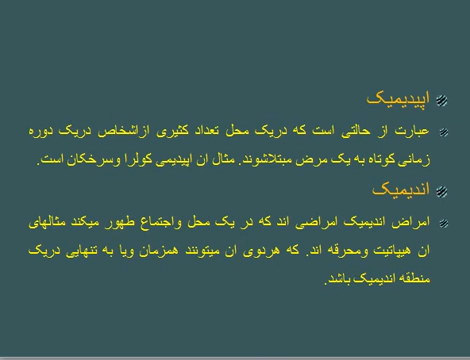 اپیدیمیک
عبارت از حالتی است که دریک محل تعداد کثیری ازاشخاص دریک دوره
زمانی کوتاه به یک مرض مبتلاشوند. مثال ان اپیدیمی کولرا وسرخکان است.
اندیمیک
امراض اندیمیک امراضی اند که در یک محل واجتماع طهور میکند مثالهای
ان هیپاتیت ومحرقه اند. که هردوی ان میتونند همزمان ویا به تنهایی دریک
منطقه اندیمیک باشد.